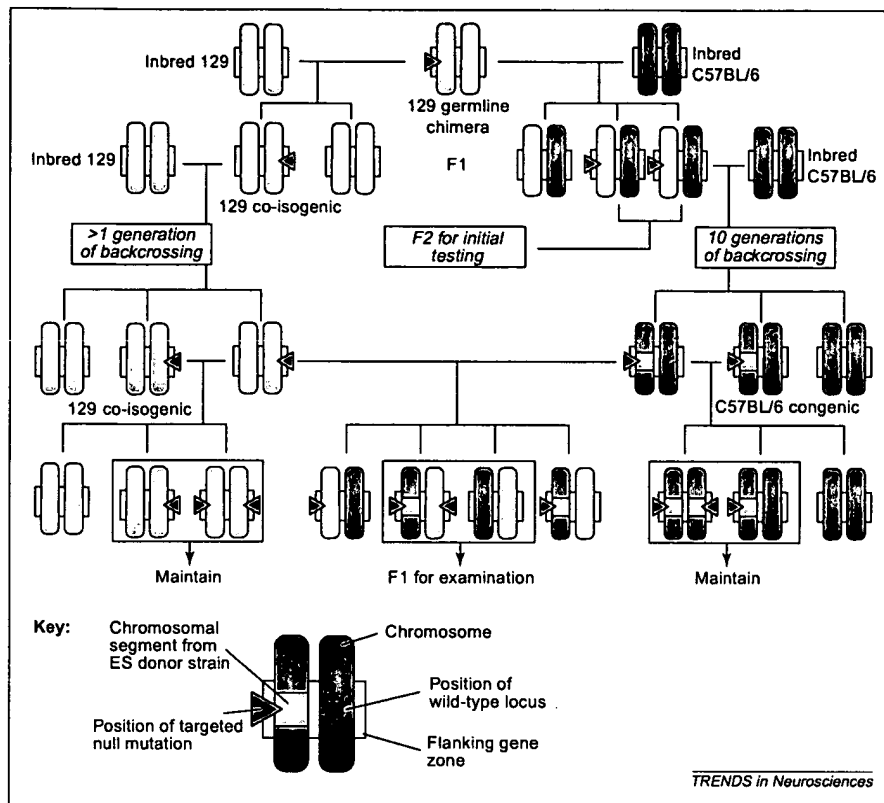 Inbred 129
129 germline
chimera
Inbred
C57BL/6
Inbred 129
129 co-isogenic
F1
Inbred
C57BL/6
>1 generation
of backcrossing
F2 for initial
testing
10 generations
of backcrossing
129 co-isogenic
C57BL/6 congenic
Maintain
F1 for examination
Maintain
Key:
Chromosomal
segment from
ES donor strain
Chromosome
Position of
wild-type locus
Position of targeted
null mutation
Flanking gene
zone
TRENDS in Neurosciences